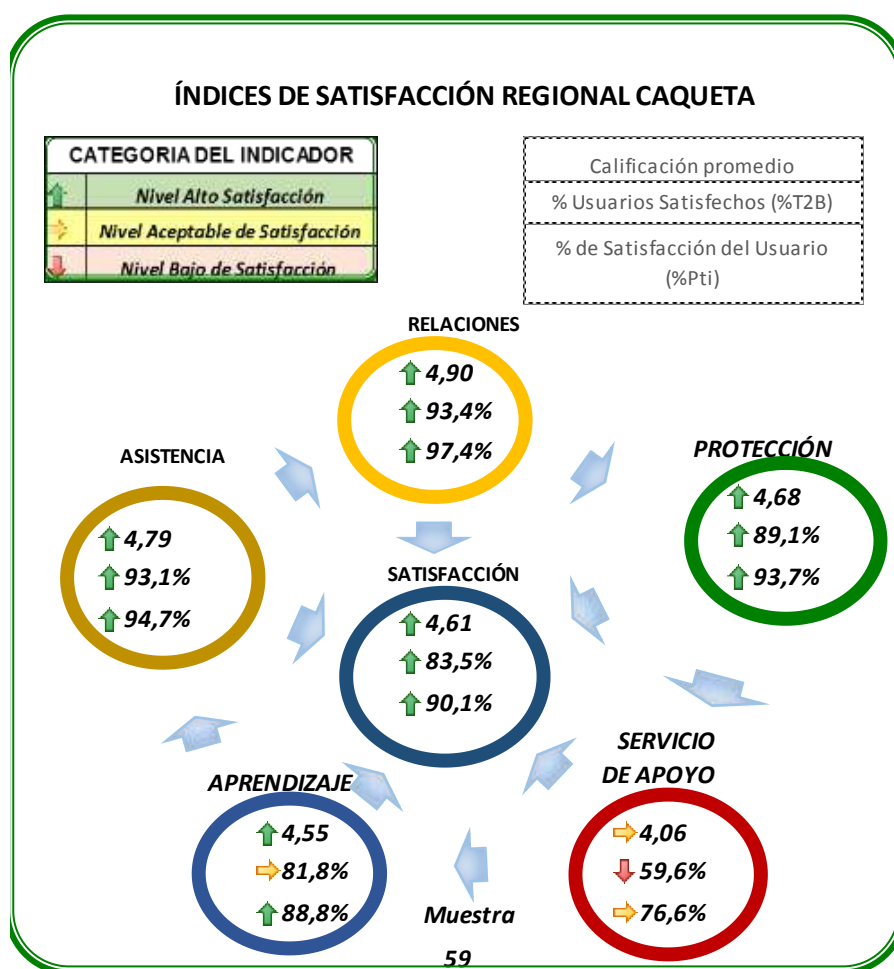 ÍNDICES DE SATISFACCIÓN REGIONAL CAQUETA
CATEGORIA DEL INDICADOR
Nivel Alto Satisfacción
Nivel Aceptable de Satisfacción
Nivel Bajo de Satisfacción
Calificación promedio
% Usuarios Satisfechos (%T2B)
% de Satisfacción del Usuario
(%Pti)
RELACIONES
4,90
93,4%
97,4%
ASISTENCIA
4,79
93,1%
94,7%
PROTECCIÓN
4,68
89,1%
93,7%
SATISFACCIÓN
4,61
83,5%
90,1%
APRENDIZAJE
4,55
81,8%
88,8%
SERVICIO
DE APOYO
4,06
59,6%
76,6%
Muestra
59